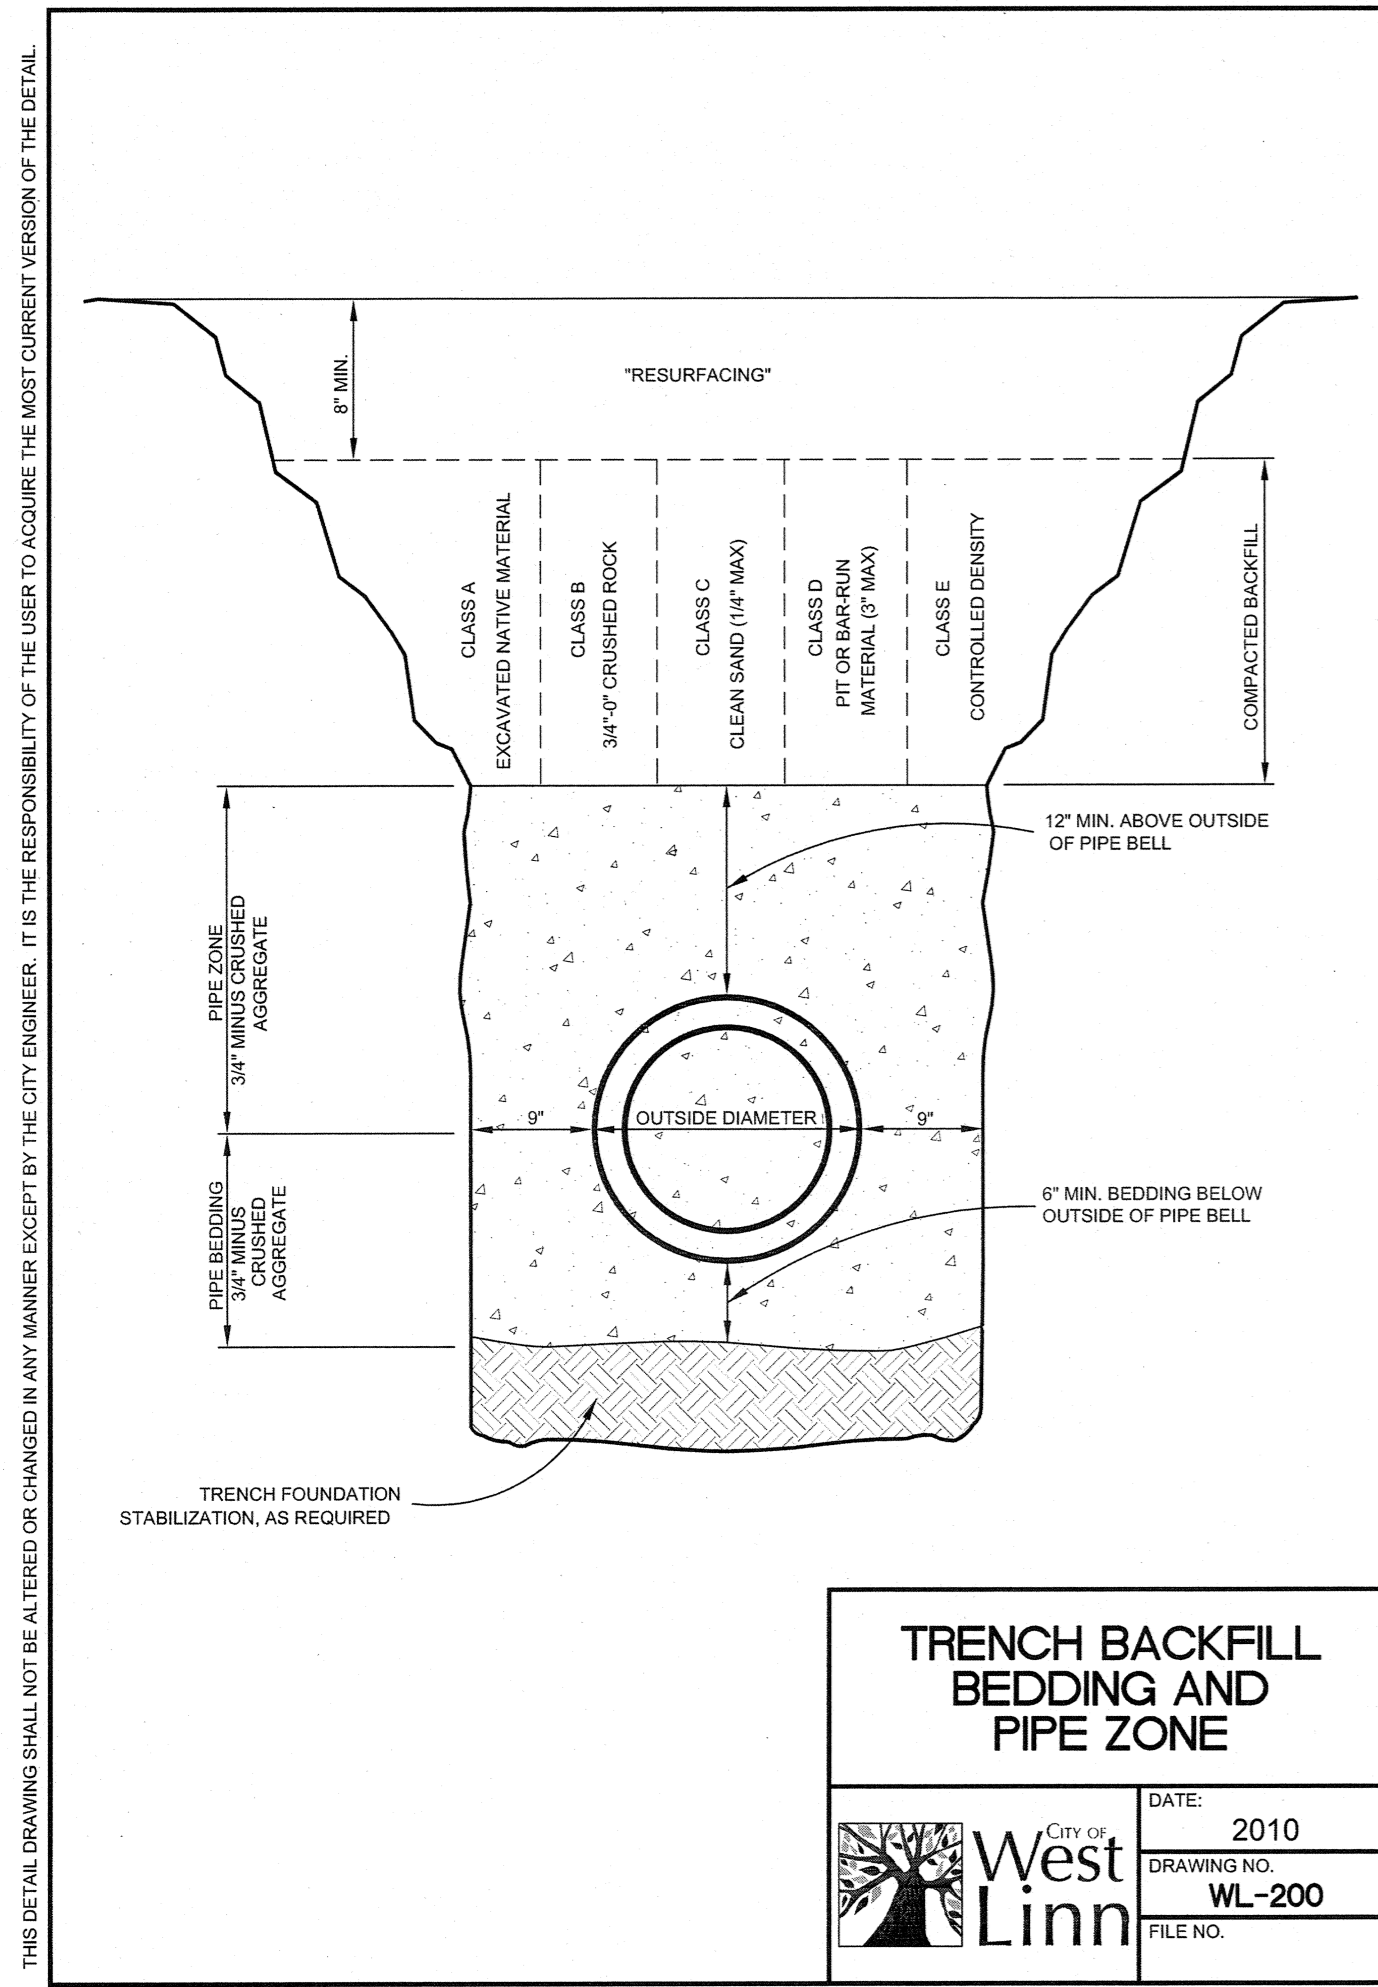 THIS DETAIL DRAWING SHALL NOT BE ALTERED OR CHANGED IN ANY MANNER EXCEPT BY THE CITY ENGINEER. IT IS THE RESPONSIBILITY OF THE USER TO ACQUIRE THE MOST CURRENT VERSION OF THE DETAIL.
8" MIN.
"RESURFACING"
CLASS A
EXCAVATED NATIVE MATERIAL
CLASS B
3/4"-0" CRUSHED ROCK
CLASS C
CLEAN SAND (1/4" MAX)
CLASS D
PIT OR BAR-RUN
MATERIAL (3" MAX)
CLASS E
CONTROLLED DENSITY
COMPACTED BACKFILL
12" MIN. ABOVE OUTSIDE
OF PIPE BELL
PIPE ZONE
3/4" MINUS CRUSHED
AGGREGATE
9"
OUTSIDE DIAMETER
9"
PIPE BEDDING
3/4" MINUS
CRUSHED
AGGREGATE
6" MIN. BEDDING BELOW
OUTSIDE OF PIPE BELL
TRENCH FOUNDATION
STABILIZATION, AS REQUIRED
TRENCH BACKFILL
BEDDING AND
PIPE ZONE
CITY OF
West
Linn
DATE:
2010
DRAWING NO.
WL-200
FILE NO.